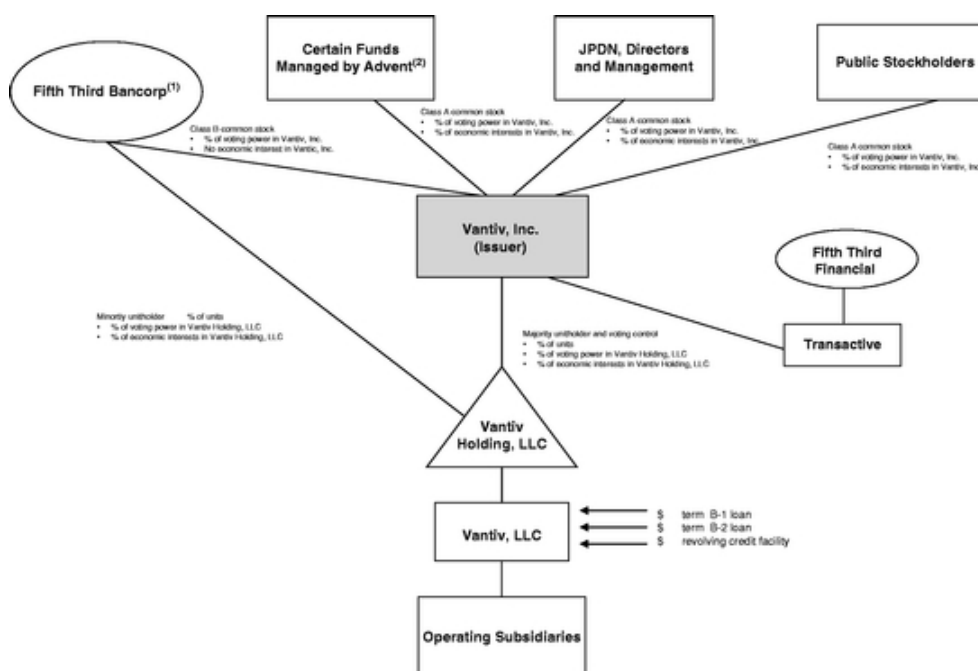 Fifth Third Bancorp(1)
Certain Funds
Managed by Advent(2)
JPDN, Directors
and Management
Public Stockholders
Class B common stock
• % of voting power in Vantiv, Inc.
• No economic interest in Vantiv, Inc.
Class A common stock
• % of voting power in Vantiv, Inc.
• % of economic interests in Vantiv, Inc.
Class A common stock
• % of voting power in Vantiv, Inc.
• % of economic interests in Vantiv, Inc.
Class A common stock
• % of voting power in Vantiv, Inc.
• % of economic interests in Vantiv, Inc
Vantiv, Inc.
(Issuer)
Fifth Third
Financial
Transactive
Minority unitholder % of units
• % of voting power in Vantiv Holding, LLC
• % of economic interests in Vantiv Holding, LLC
Majority unitholder and voting control
• % of units
• % of voting power in Vantiv Holding, LLC
• % of economic interests in Vantiv Holding, LLC
Vantiv
Holding, LLC
Vantiv, LLC
$ term B-1 loan
$ term B-2 loan
$ revolving credit facility
Operating Subsidiaries